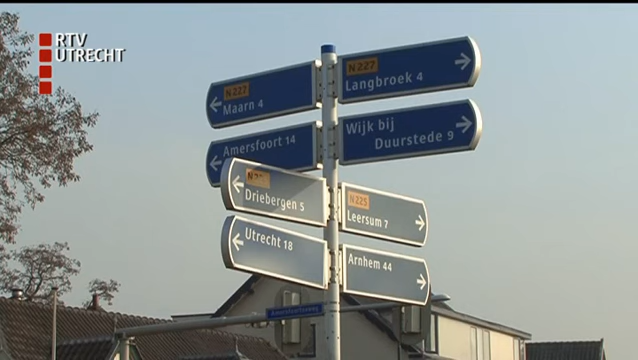 RTV
UTRECHT
N227
Maarn 4
N227
Langbroek 4
Amersfoort 14
Wijk bij
Duurstede 9
Driebergen 5
N225
Leersum 7
Utrecht 18
Arnhem 44
Amersfoortseweg